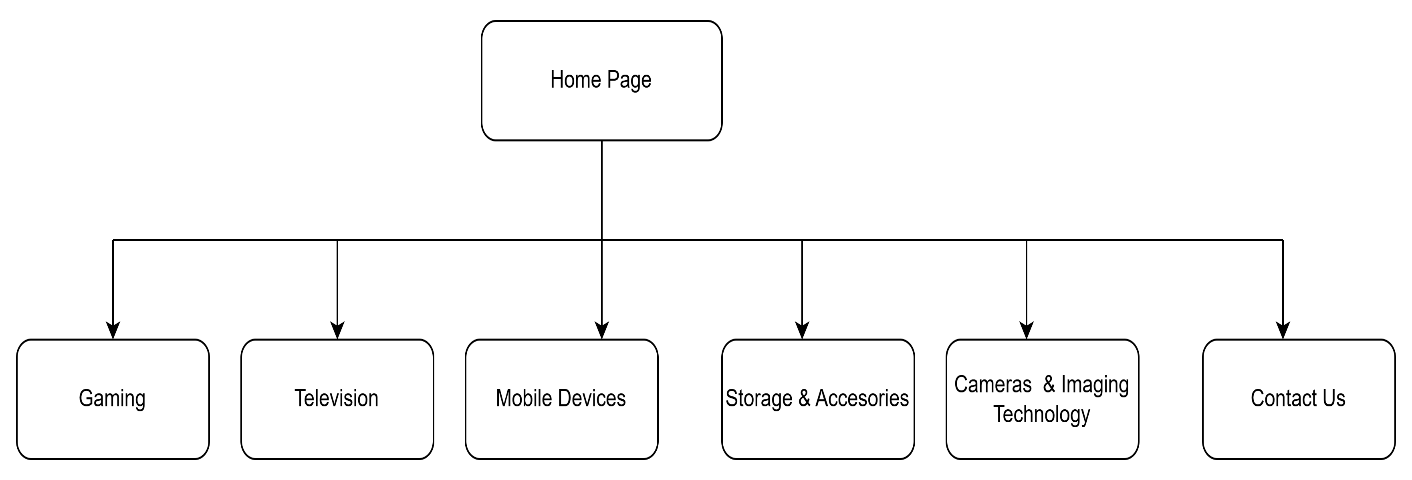 Home Page
Gaming
Television
Mobile Devices
Storage & Accesories
Cameras & Imaging
Technology
Contact Us